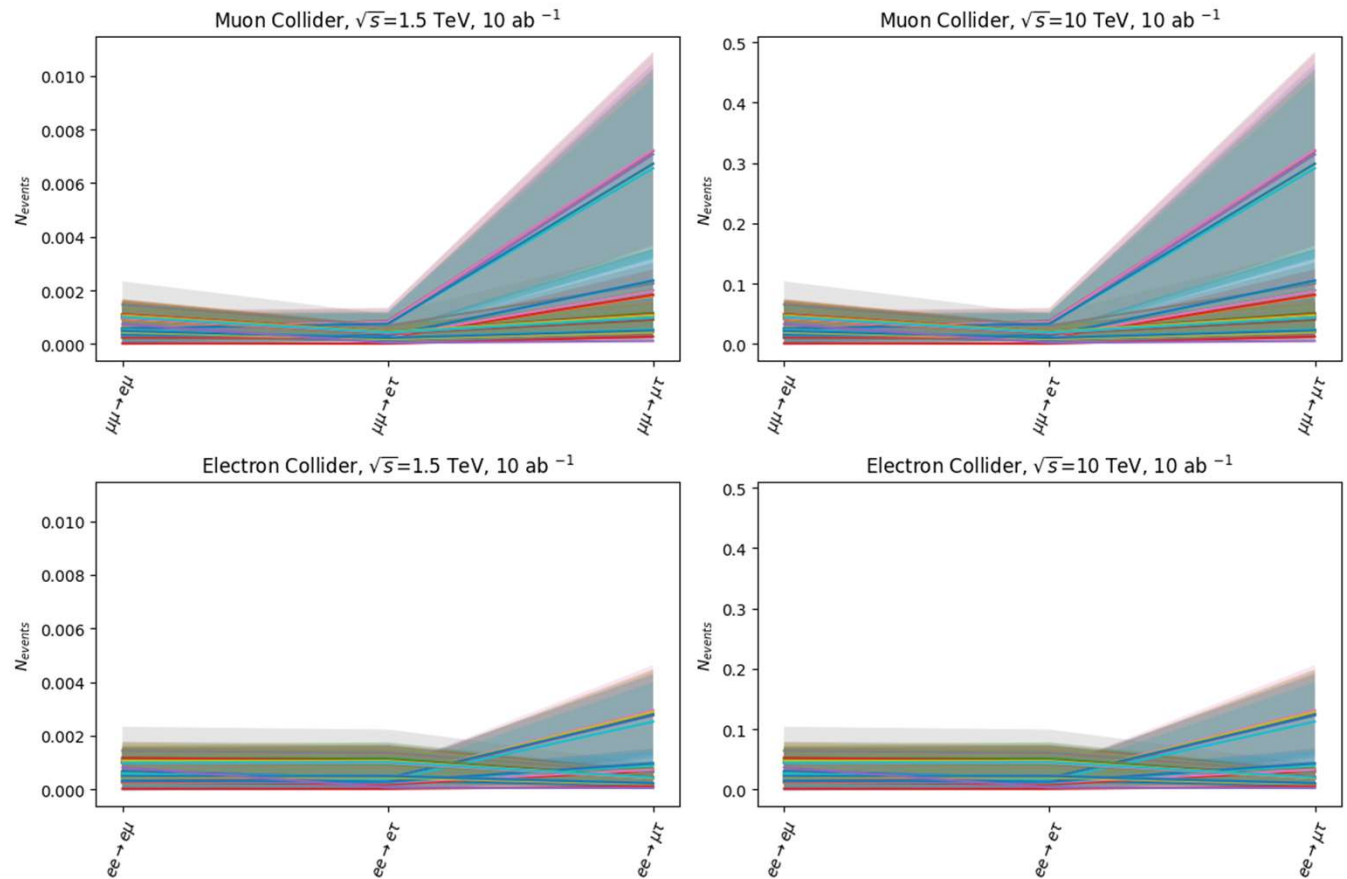 Muon Collider, √s=1.5 TeV, 10 ab ⁻¹
N_events
0.010
0.008
0.006
0.004
0.002
0.000
μμ→eμ
μμ→eτ
μμ→μτ
Muon Collider, √s=10 TeV, 10 ab ⁻¹
N_events
0.5
0.4
0.3
0.2
0.1
0.0
μμ→eμ
μμ→eτ
μμ→μτ
Electron Collider, √s=1.5 TeV, 10 ab ⁻¹
N_events
0.010
0.008
0.006
0.004
0.002
0.000
ee→eμ
ee→eτ
ee→μτ
Electron Collider, √s=10 TeV, 10 ab ⁻¹
N_events
0.5
0.4
0.3
0.2
0.1
0.0
ee→eμ
ee→eτ
ee→μτ